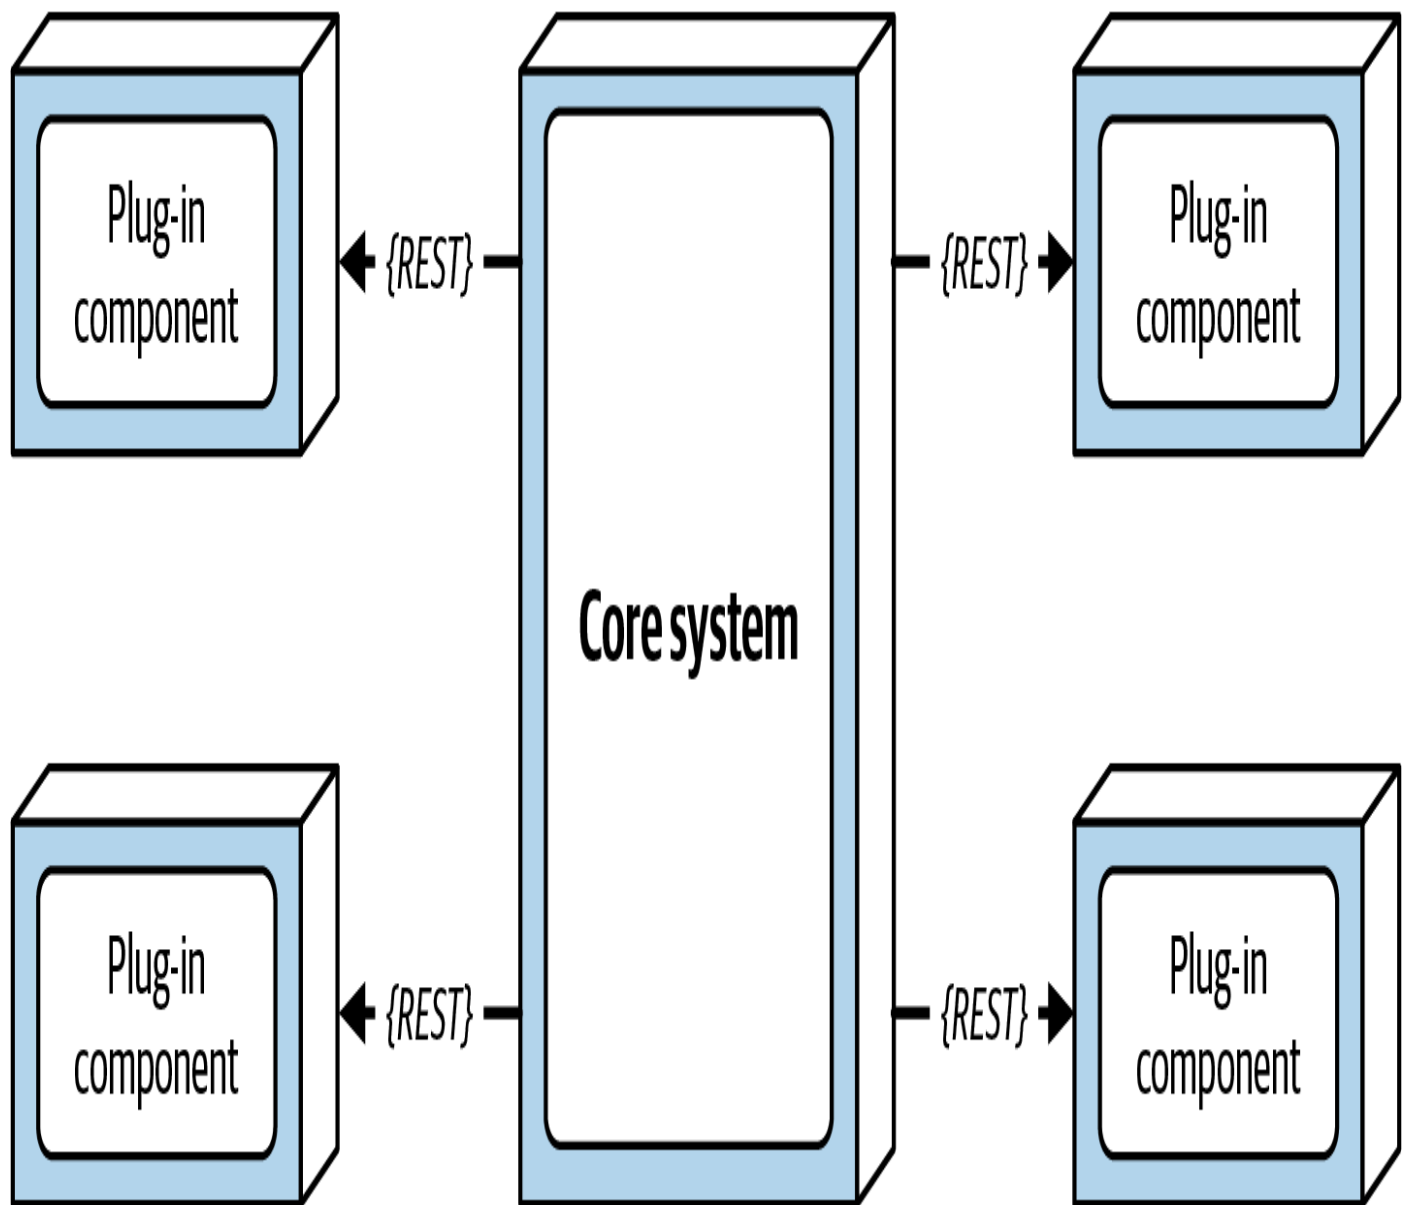 Plug-in
component
{REST}
{REST}
Plug-in
component
Core system
Plug-in
component
{REST}
{REST}
Plug-in
component